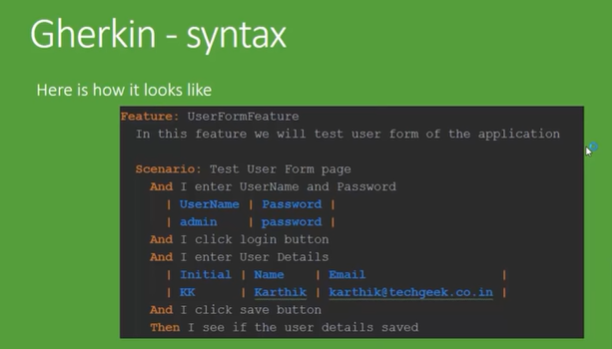 Gherkin - syntax
Here is how it looks like
Feature: UserFormFeature
In this feature we will test user form of the application
Scenario: Test User Form page
And I enter UserName and Password
| UserName | Password |
| admin | password |
And I click login button
And I enter User Details
| Initial | Name | Email |
| KK | Karthik | karthik@techgeek.co.in |
And I click save button
Then I see if the user details saved